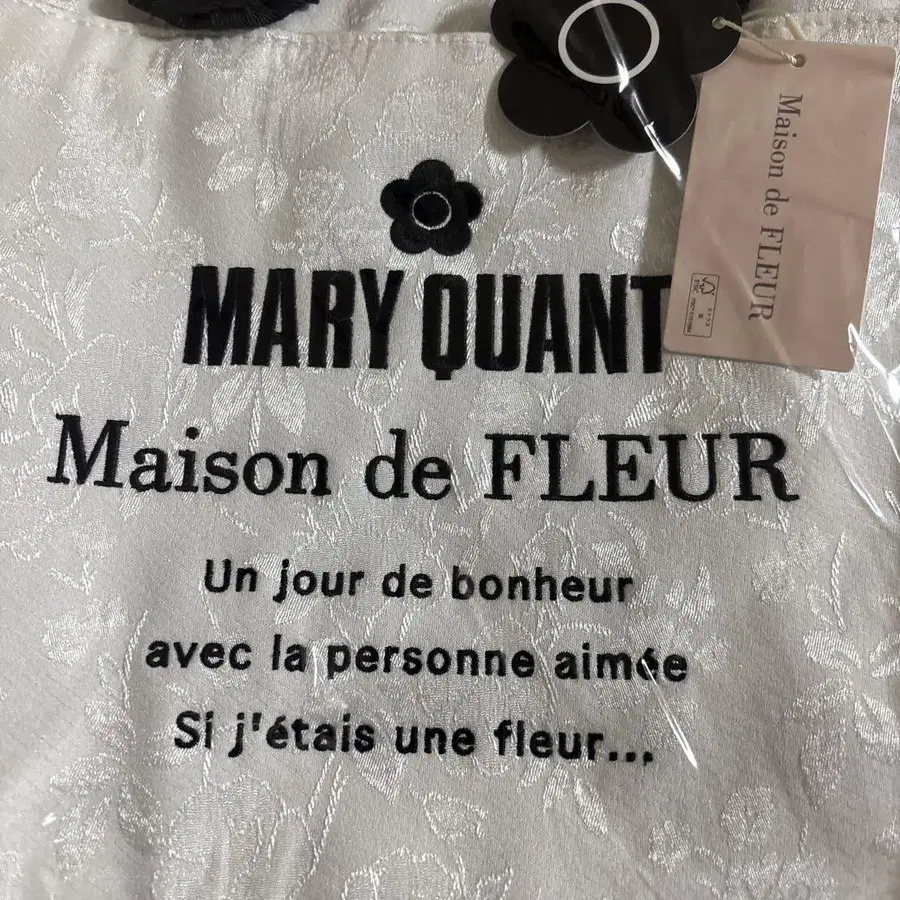 MARY QUANT
Maison de FLEUR
Un jour de bonheur
avec la personne aimée
Si j'étais une fleur...
Maison de FLEUR